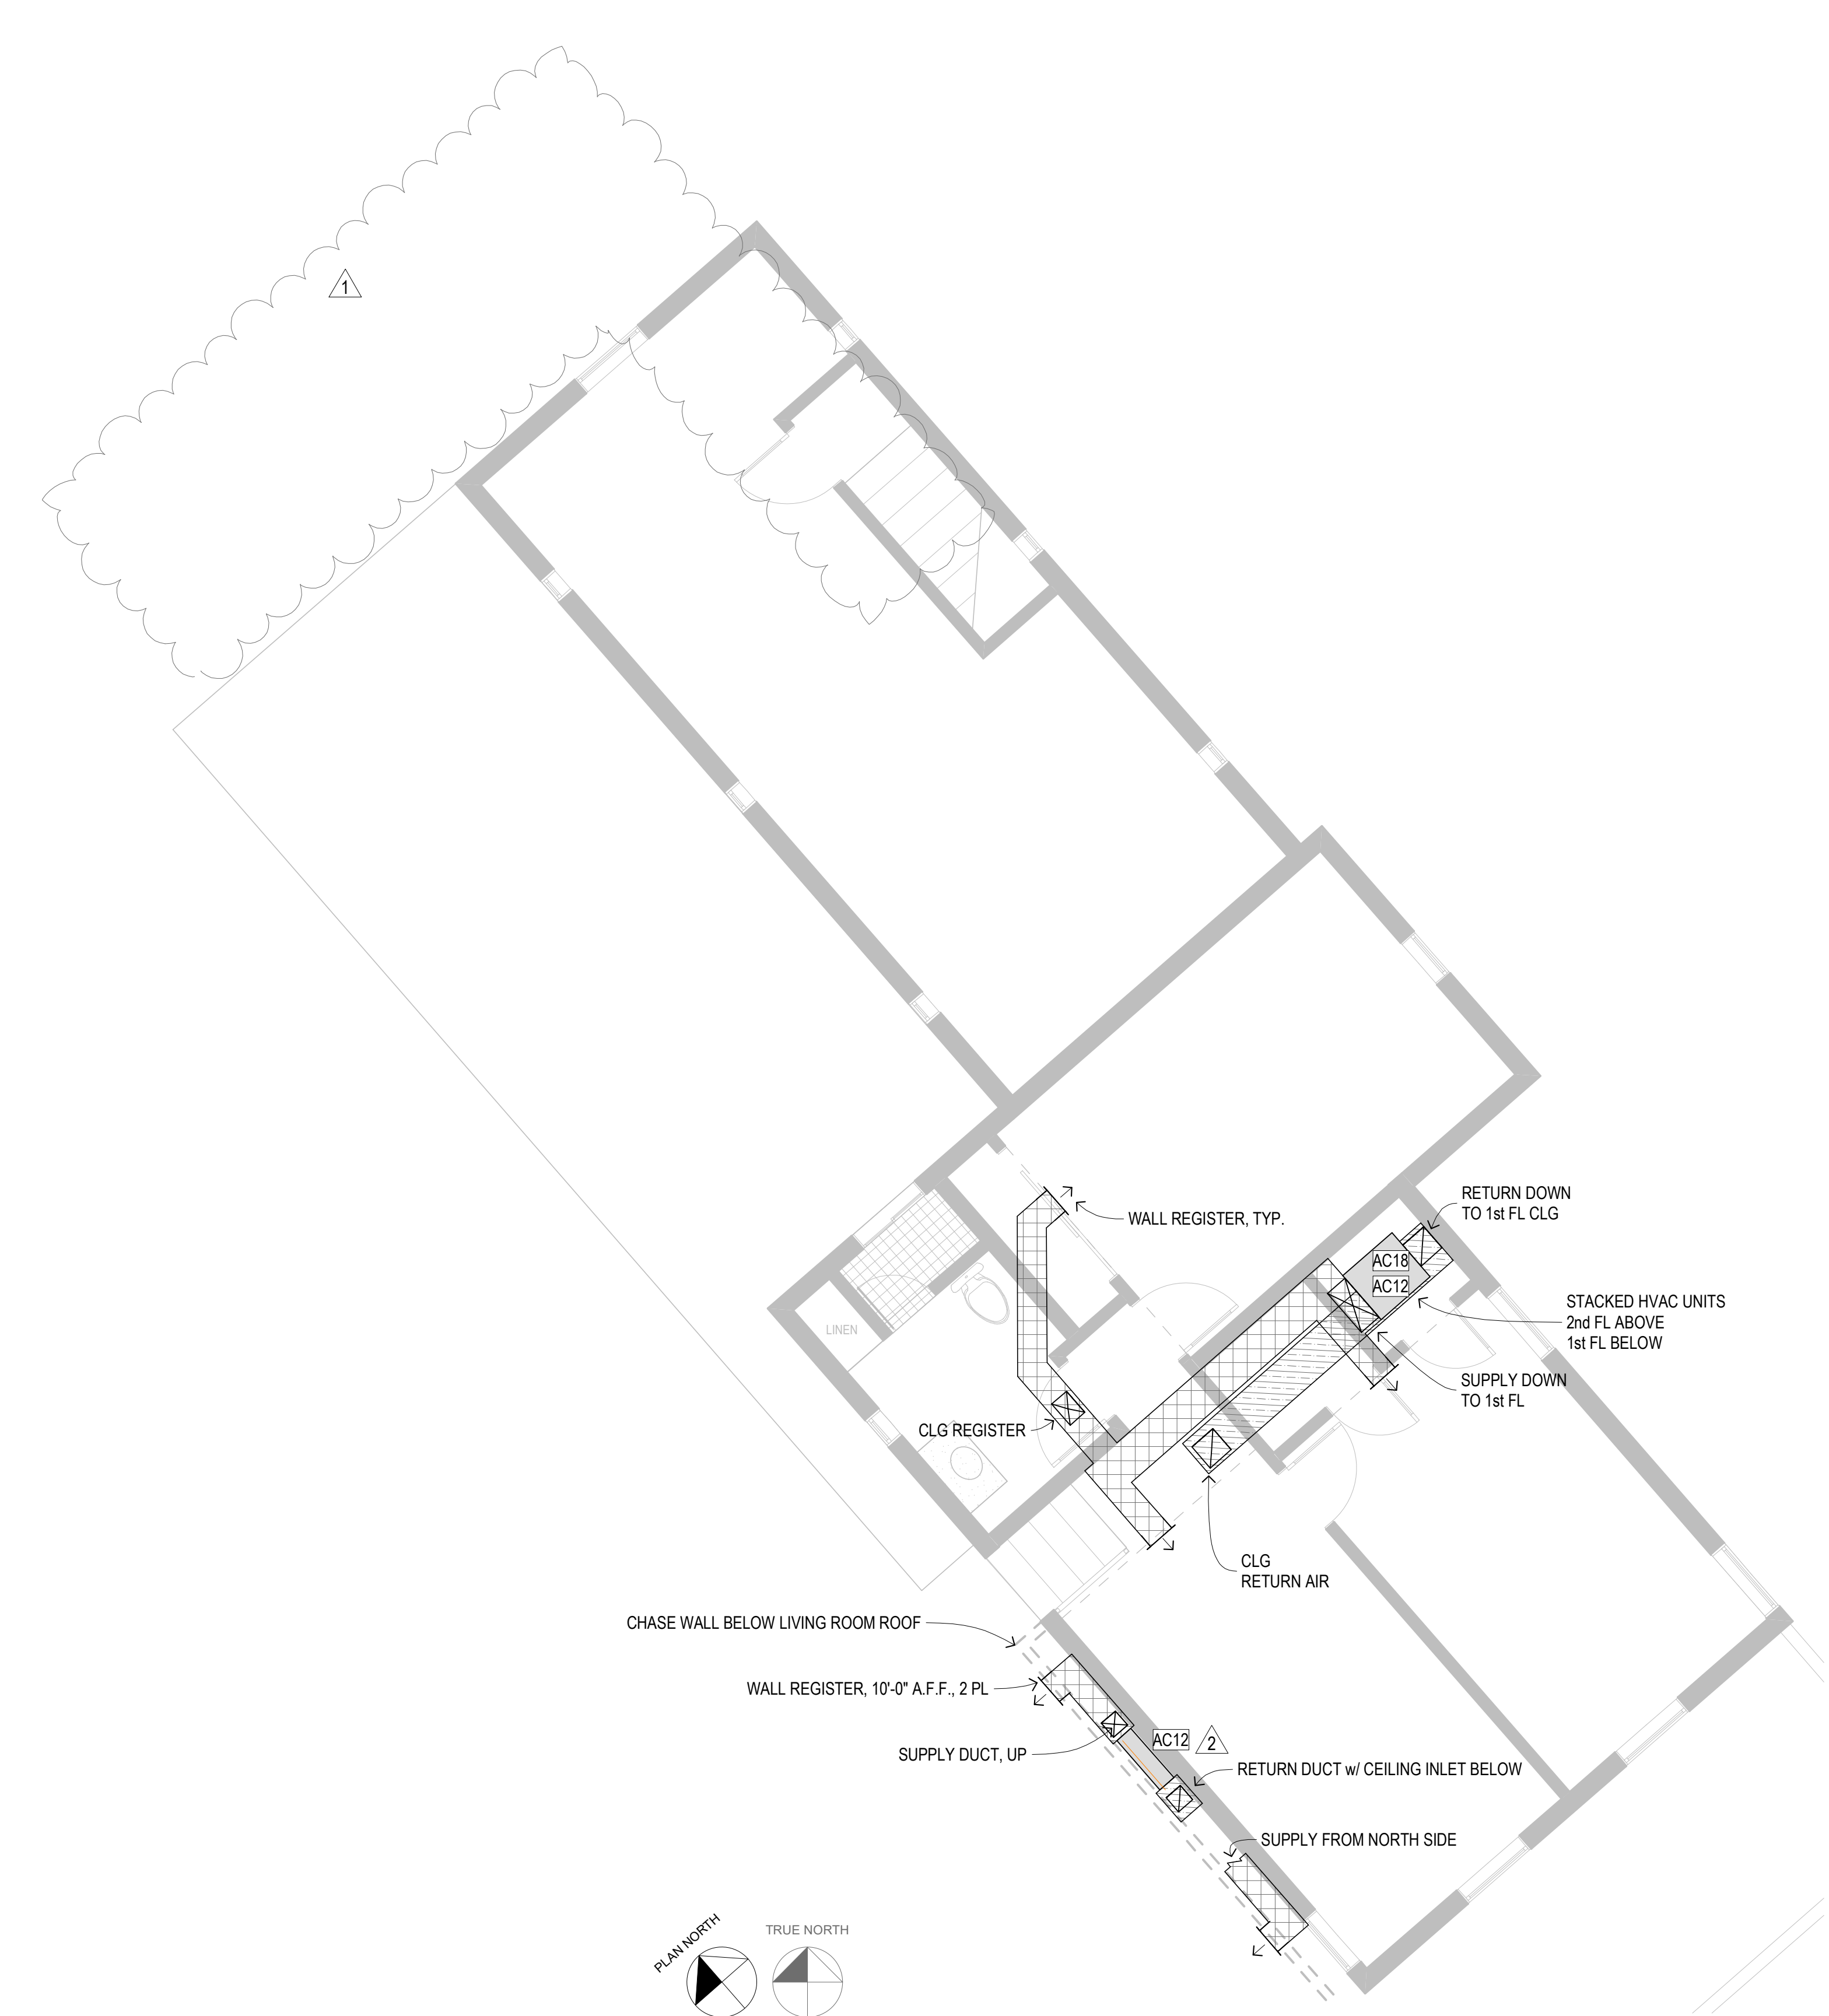 1
WALL REGISTER, TYP.
RETURN DOWN
TO 1st FL CLG
AC18
AC12
STACKED HVAC UNITS
2nd FL ABOVE
1st FL BELOW
LINEN
SUPPLY DOWN
TO 1st FL
CLG REGISTER
CLG
RETURN AIR
CHASE WALL BELOW LIVING ROOM ROOF
WALL REGISTER, 10'-0" A.F.F., 2 PL
AC12
2
SUPPLY DUCT, UP
RETURN DUCT w/ CEILING INLET BELOW
SUPPLY FROM NORTH SIDE
PLAN NORTH
TRUE NORTH